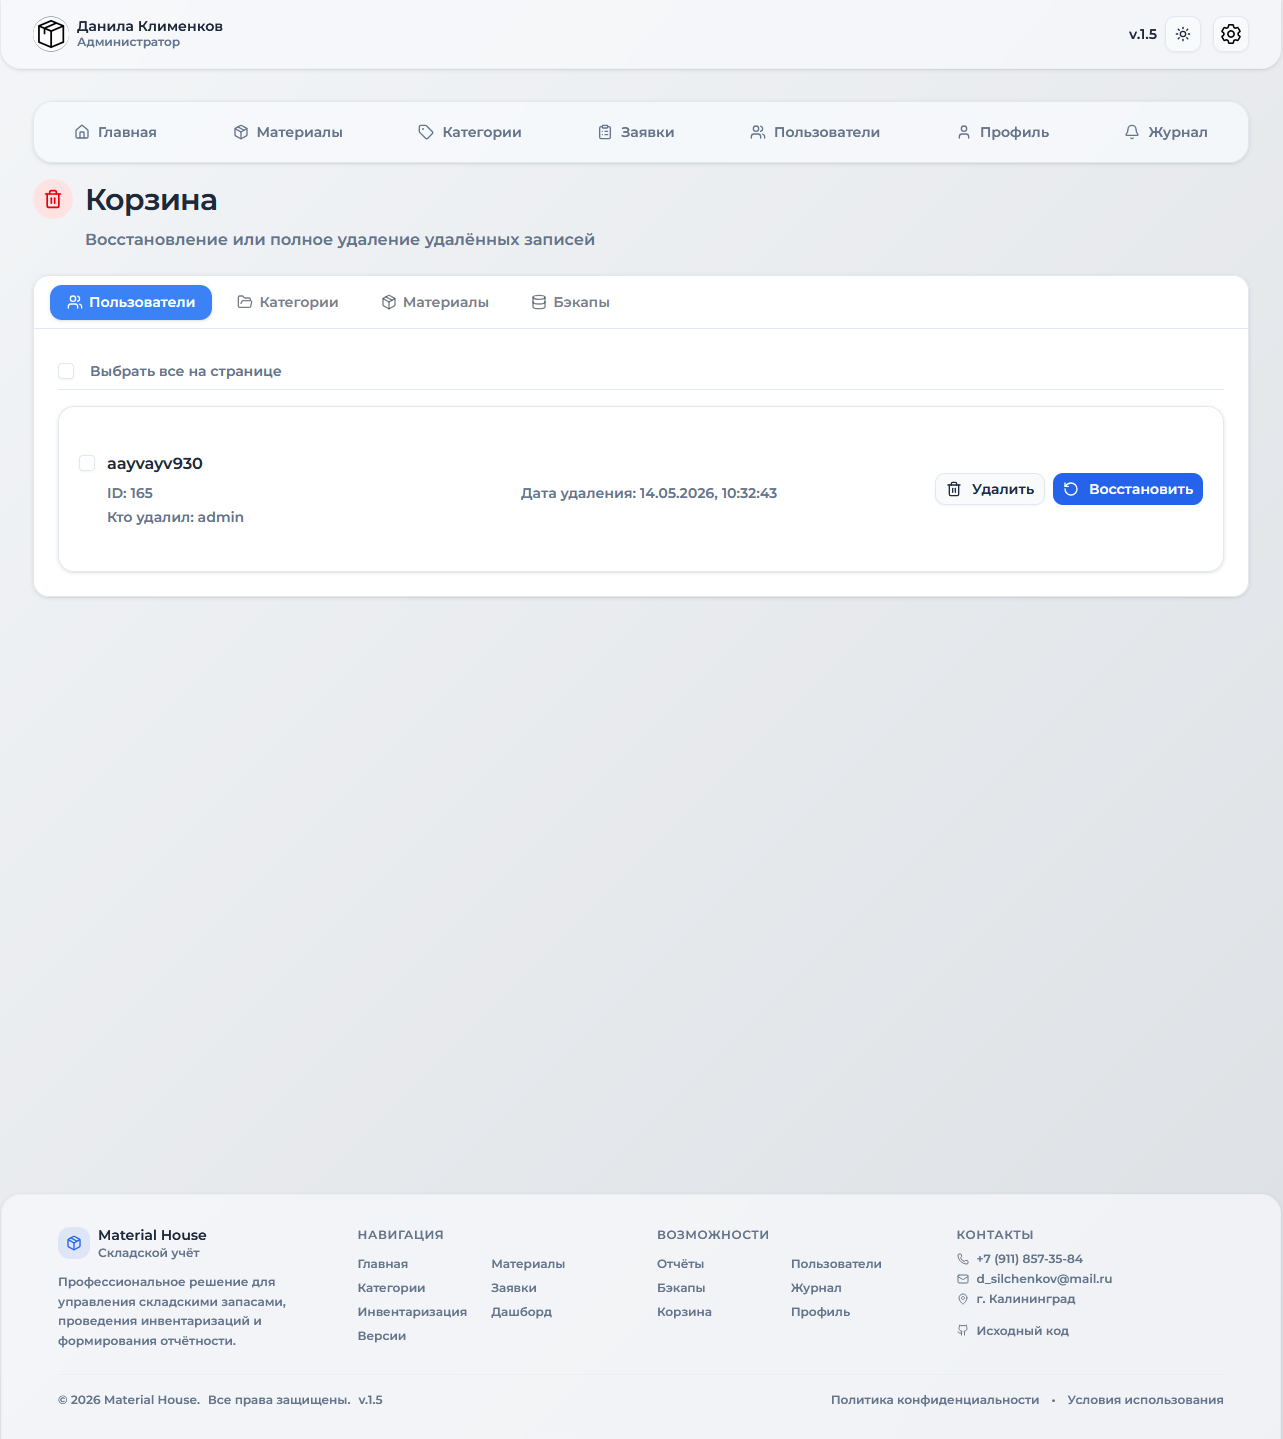 Данила Клименков
Администратор
v.1.5
Главная
Материалы
Категории
Заявки
Пользователи
Профиль
Журнал
Корзина
Восстановление или полное удаление удалённых записей
Пользователи
Категории
Материалы
Бэкапы
Выбрать все на странице
aayvayv930
ID: 165
Кто удалил: admin
Дата удаления: 14.05.2026, 10:32:43
Удалить
Восстановить
Material House
Складской учёт
Профессиональное решение для
управления складскими запасами,
проведения инвентаризаций и
формирования отчётности.
НАВИГАЦИЯ
Главная
Материалы
Категории
Заявки
Инвентаризация
Дашборд
Версии
ВОЗМОЖНОСТИ
Отчёты
Пользователи
Бэкапы
Журнал
Корзина
Профиль
КОНТАКТЫ
+7 (911) 857-35-84
d_silchenkov@mail.ru
г. Калининград
Исходный код
© 2026 Material House. Все права защищены. v.1.5
Политика конфиденциальности • Условия использования